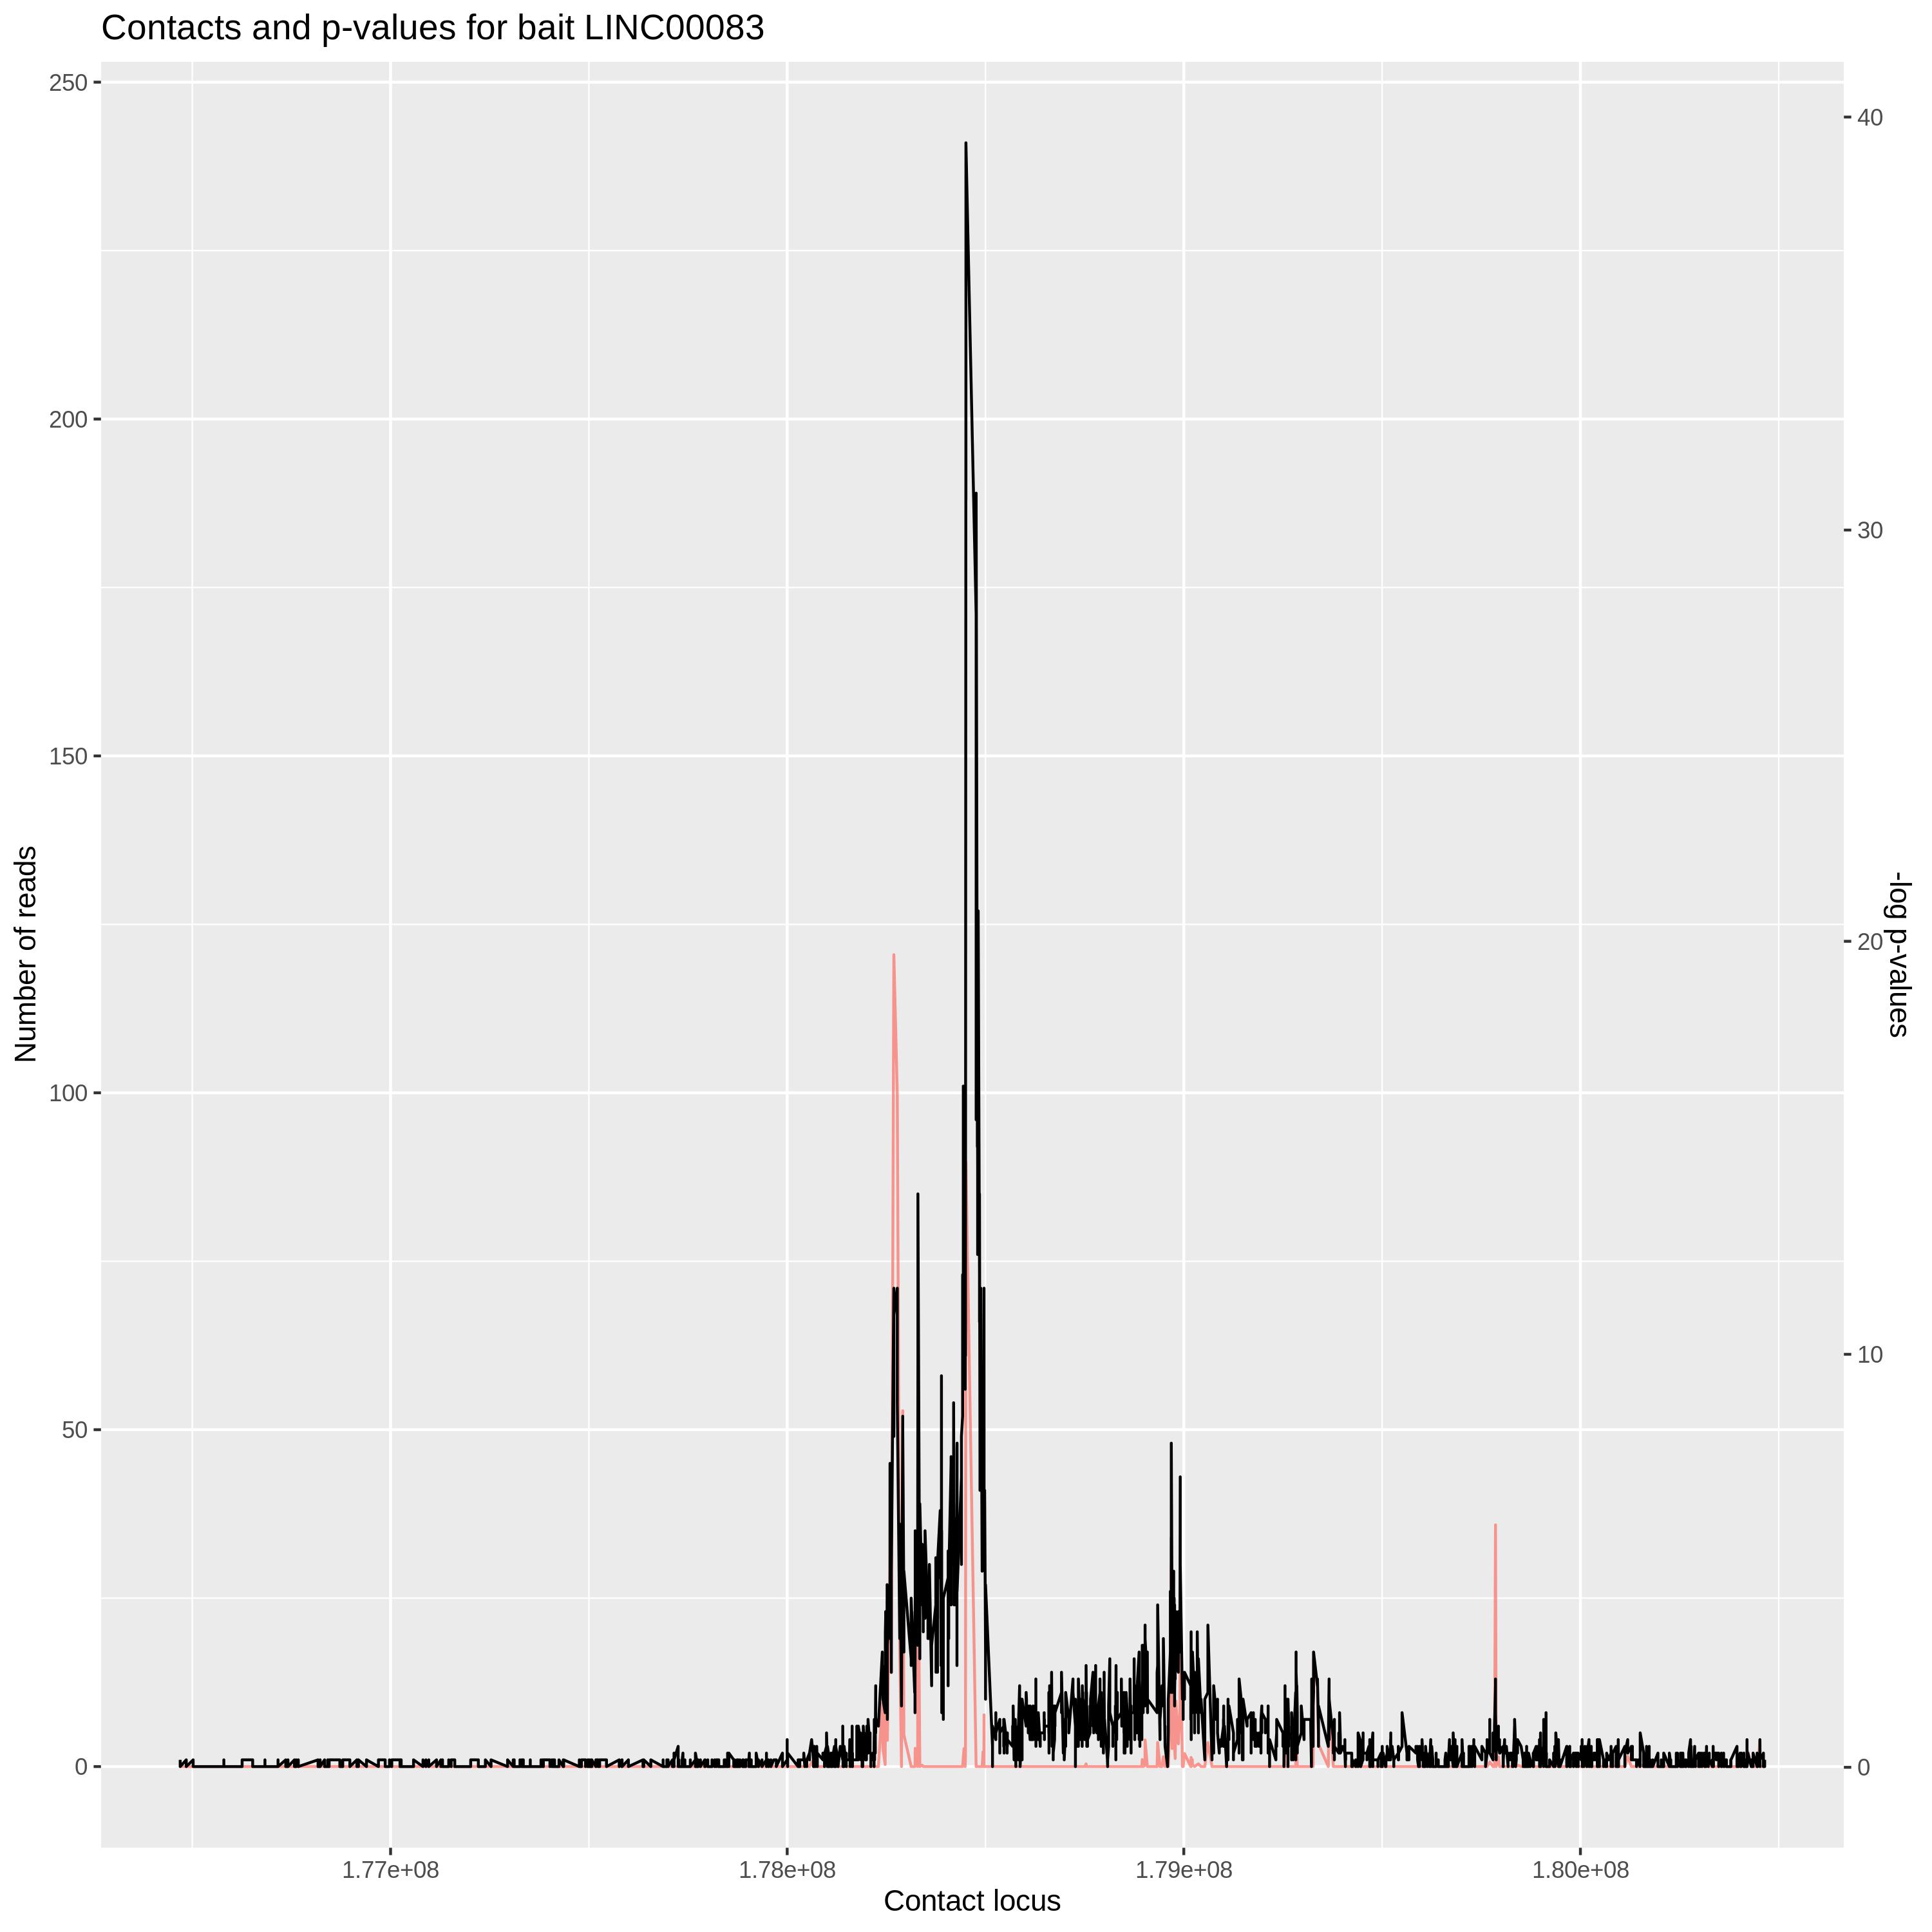 Contacts and p-values for bait LINC00083
250
200
150
100
50
0
40
30
20
10
0
Number of reads
-log p-values
1.77e+08
1.78e+08
1.79e+08
1.80e+08
Contact locus